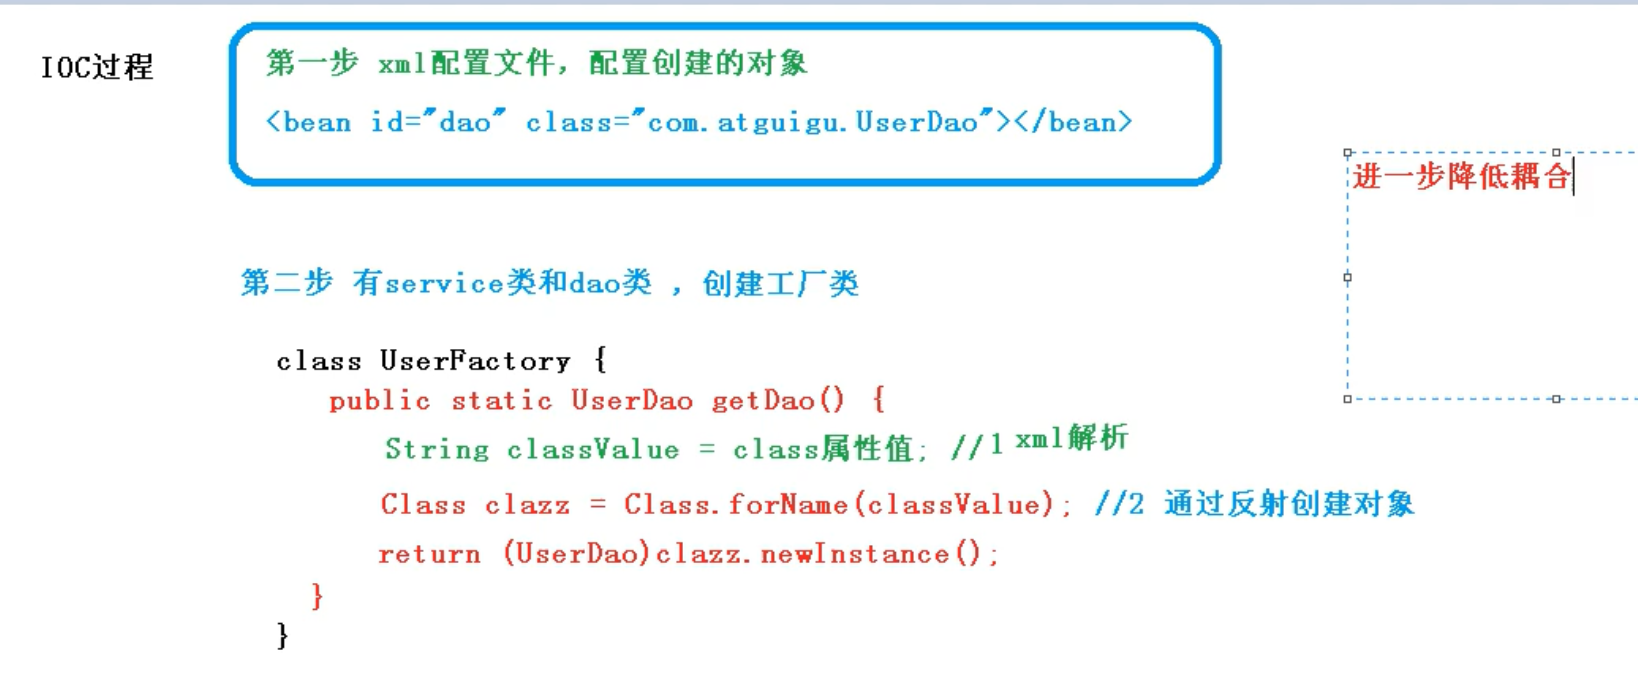 IOC过程
第一步 xml配置文件，配置创建的对象
<bean id="dao" class="com.atguigu.UserDao"></bean>
进一步降低耦合
第二步 有service类和dao类 ，创建工厂类
class UserFactory {
public static UserDao getDao() {
String classValue = class属性值; //1 xml解析
Class clazz = Class.forName(classValue); //2 通过反射创建对象
return (UserDao)clazz.newInstance();
}
}